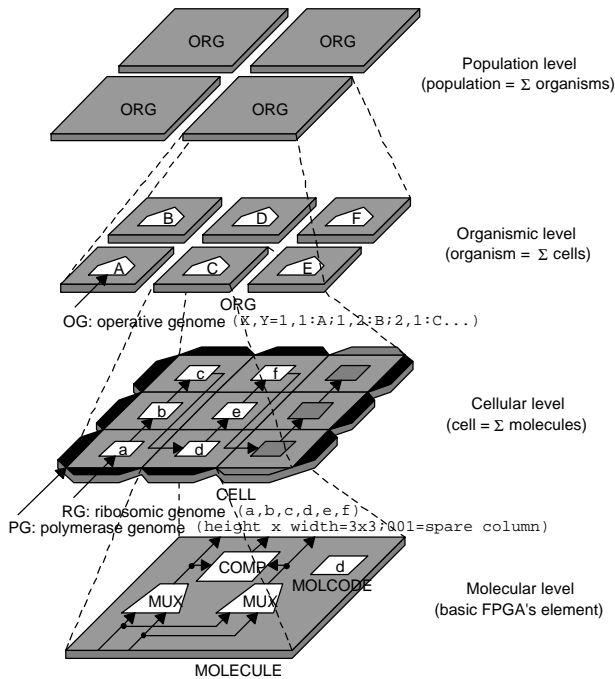 ORG
ORG
ORG
ORG
Population level
(population = Σ organisms)
B
D
F
A
C
E
Organismic level
(organism = Σ cells)
ORG
OG: operative genome (X,Y=1,1:A;1,2:B;2,1:C...)
c
f
b
e
a
d
Cellular level
(cell = Σ molecules)
CELL
RG: ribosomic genome (a,b,c,d,e,f)
PG: polymerase genome (height x width=3x3;001=spare column)
COMP
d
MOLCODE
MUX
MUX
Molecular level
(basic FPGA's element)
MOLECULE